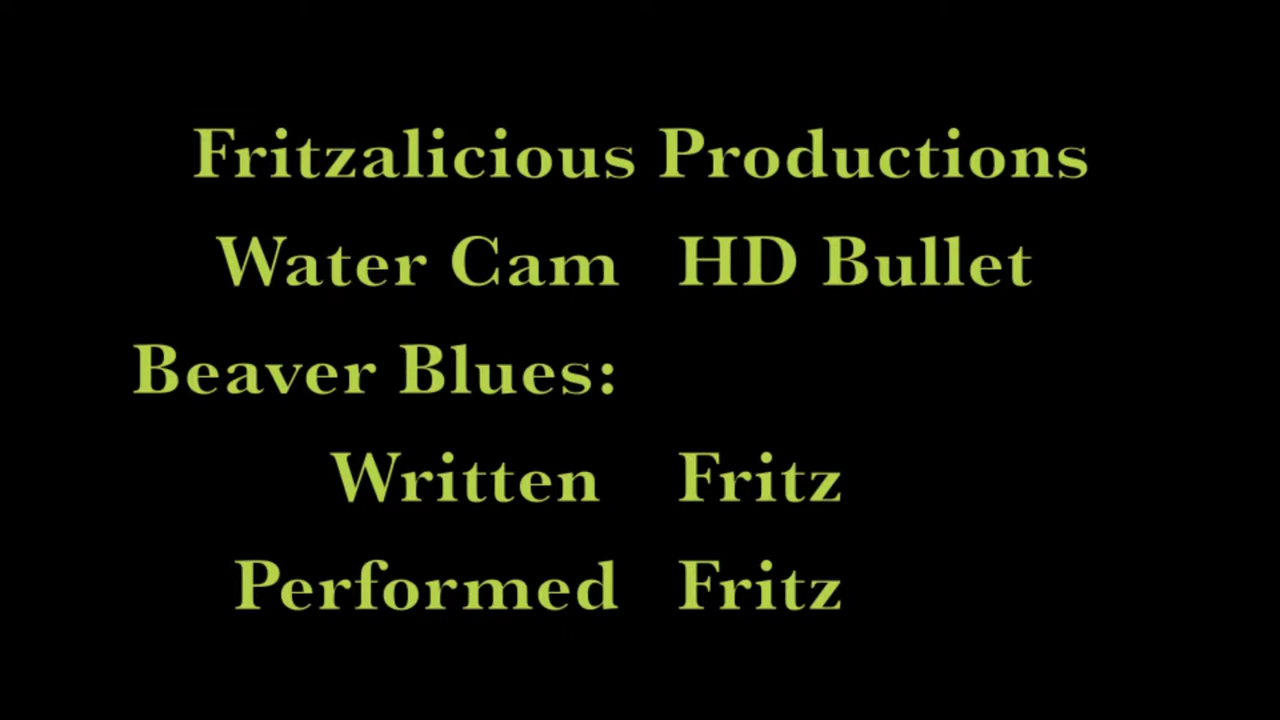 Fritzalicious Productions
Water Cam HD Bullet
Beaver Blues:
Written Fritz
Performed Fritz